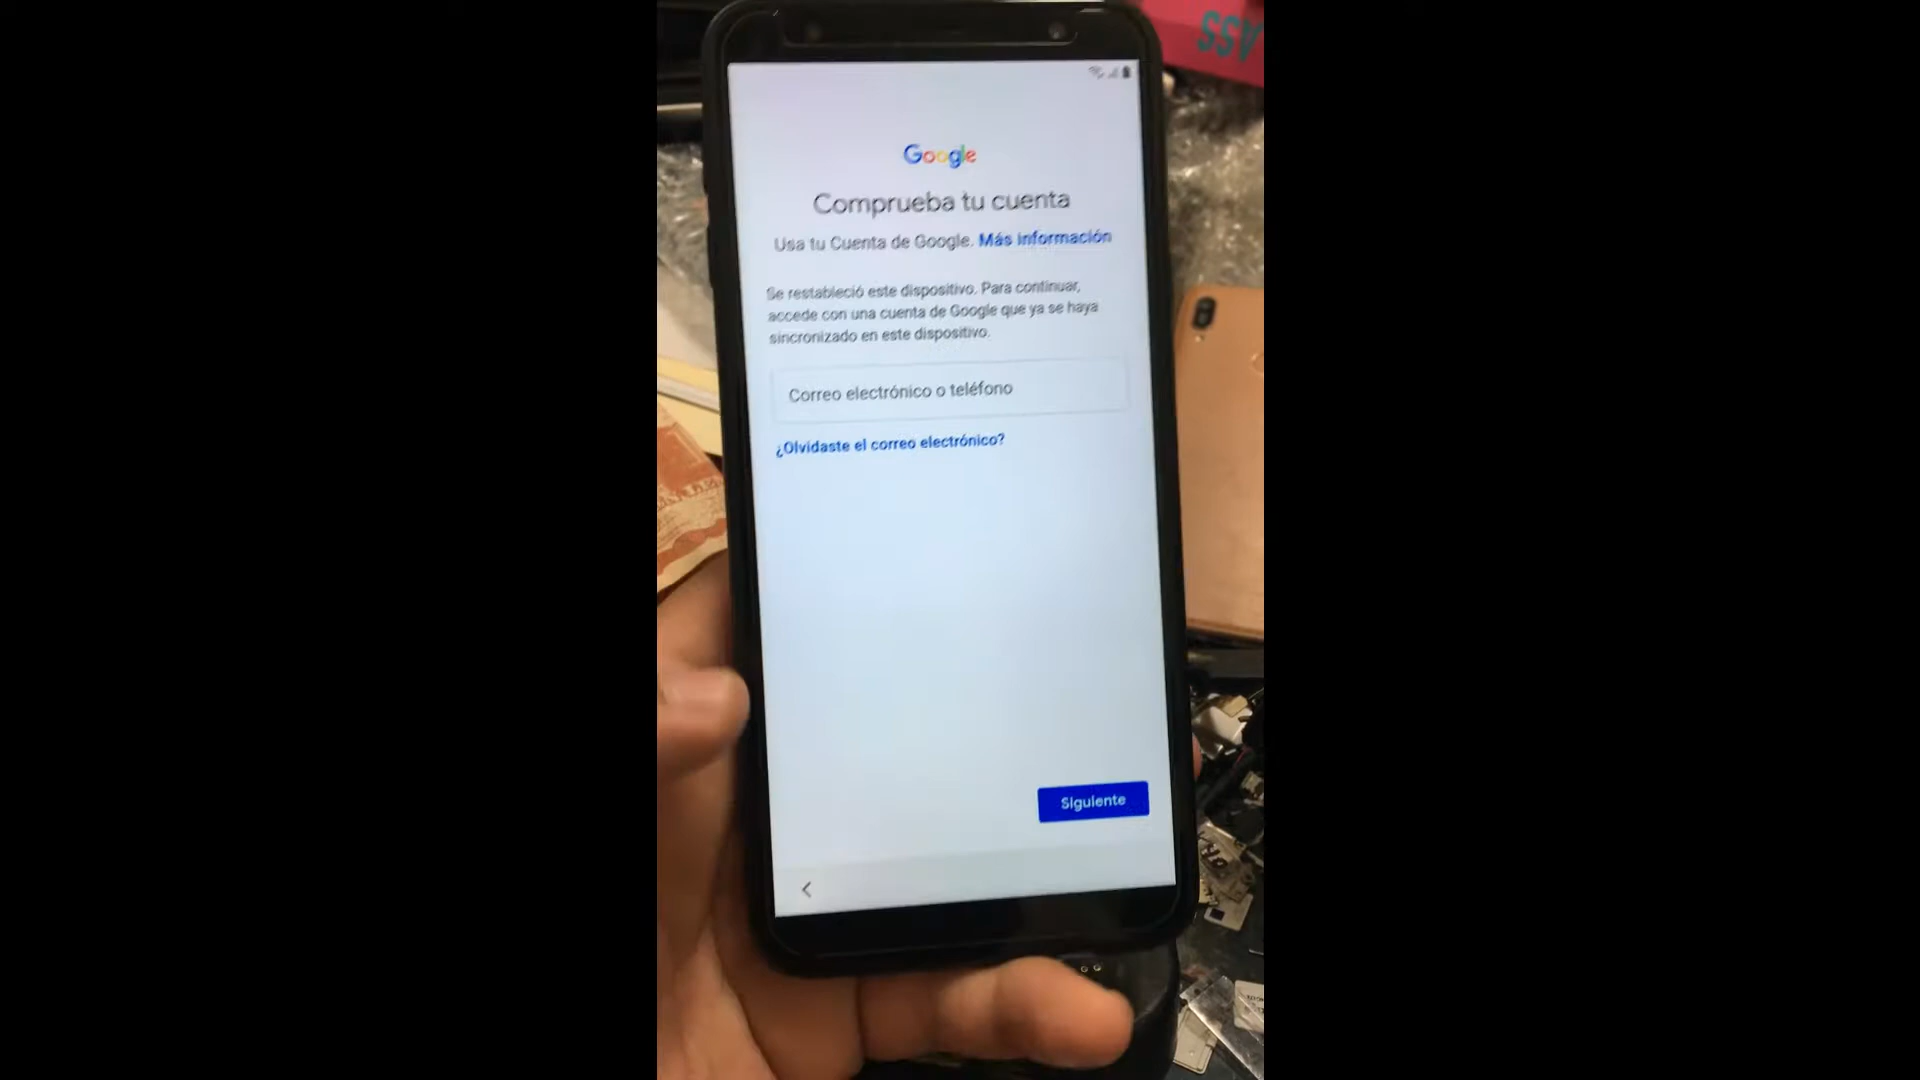 ASS
Google
Comprueba tu cuenta
Usa tu Cuenta de Google. Más información
Se restableció este dispositivo. Para continuar,
accede con una cuenta de Google que ya se haya
sincronizado en este dispositivo.
Correo electrónico o teléfono
¿Olvidaste el correo electrónico?
Siguiente